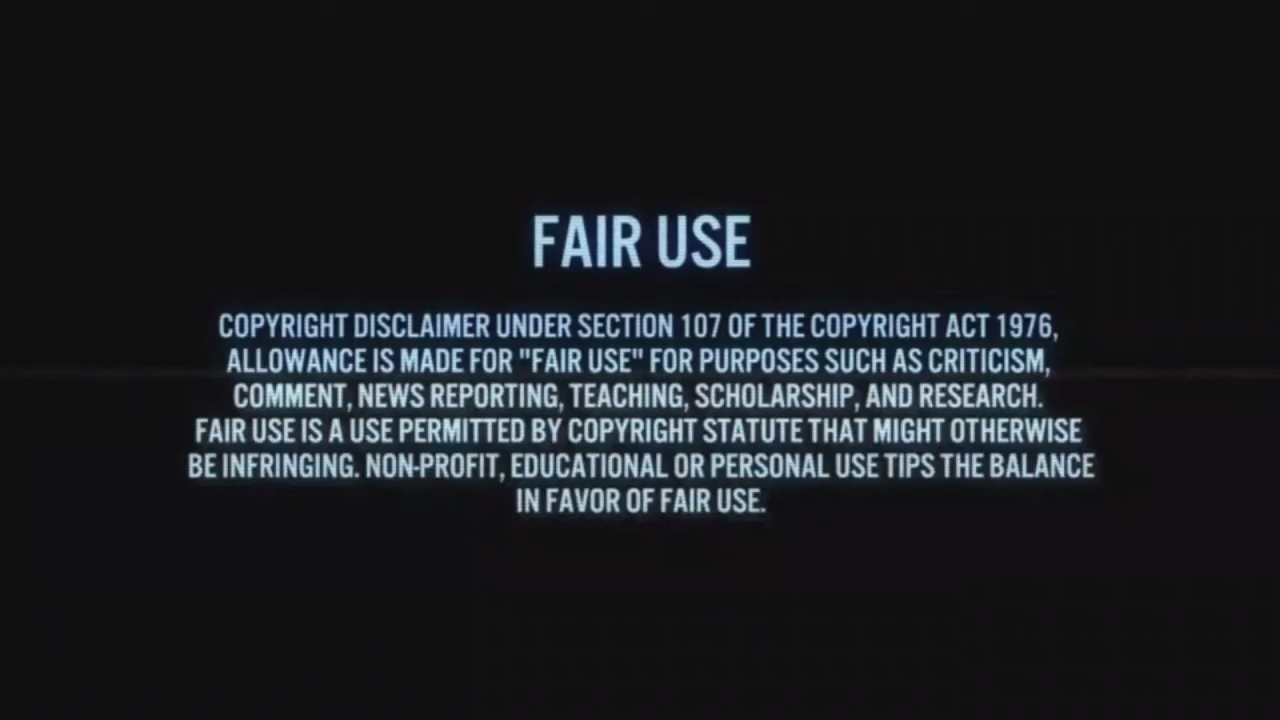 FAIR USE
COPYRIGHT DISCLAIMER UNDER SECTION 107 OF THE COPYRIGHT ACT 1976,
ALLOWANCE IS MADE FOR "FAIR USE" FOR PURPOSES SUCH AS CRITICISM,
COMMENT, NEWS REPORTING, TEACHING, SCHOLARSHIP, AND RESEARCH.
FAIR USE IS A USE PERMITTED BY COPYRIGHT STATUTE THAT MIGHT OTHERWISE
BE INFRINGING. NON-PROFIT, EDUCATIONAL OR PERSONAL USE TIPS THE BALANCE
IN FAVOR OF FAIR USE.